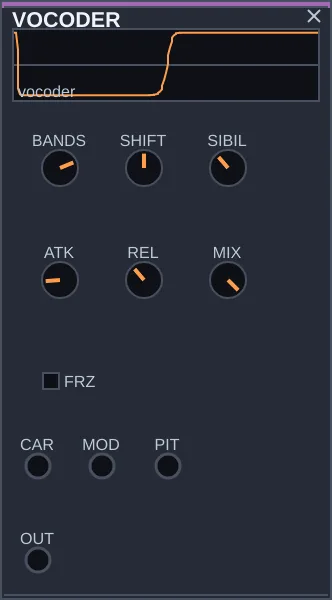 VOCODER
vocoder
BANDS SHIFT SIBIL
ATK REL MIX
FRZ
CAR MOD PIT
OUT